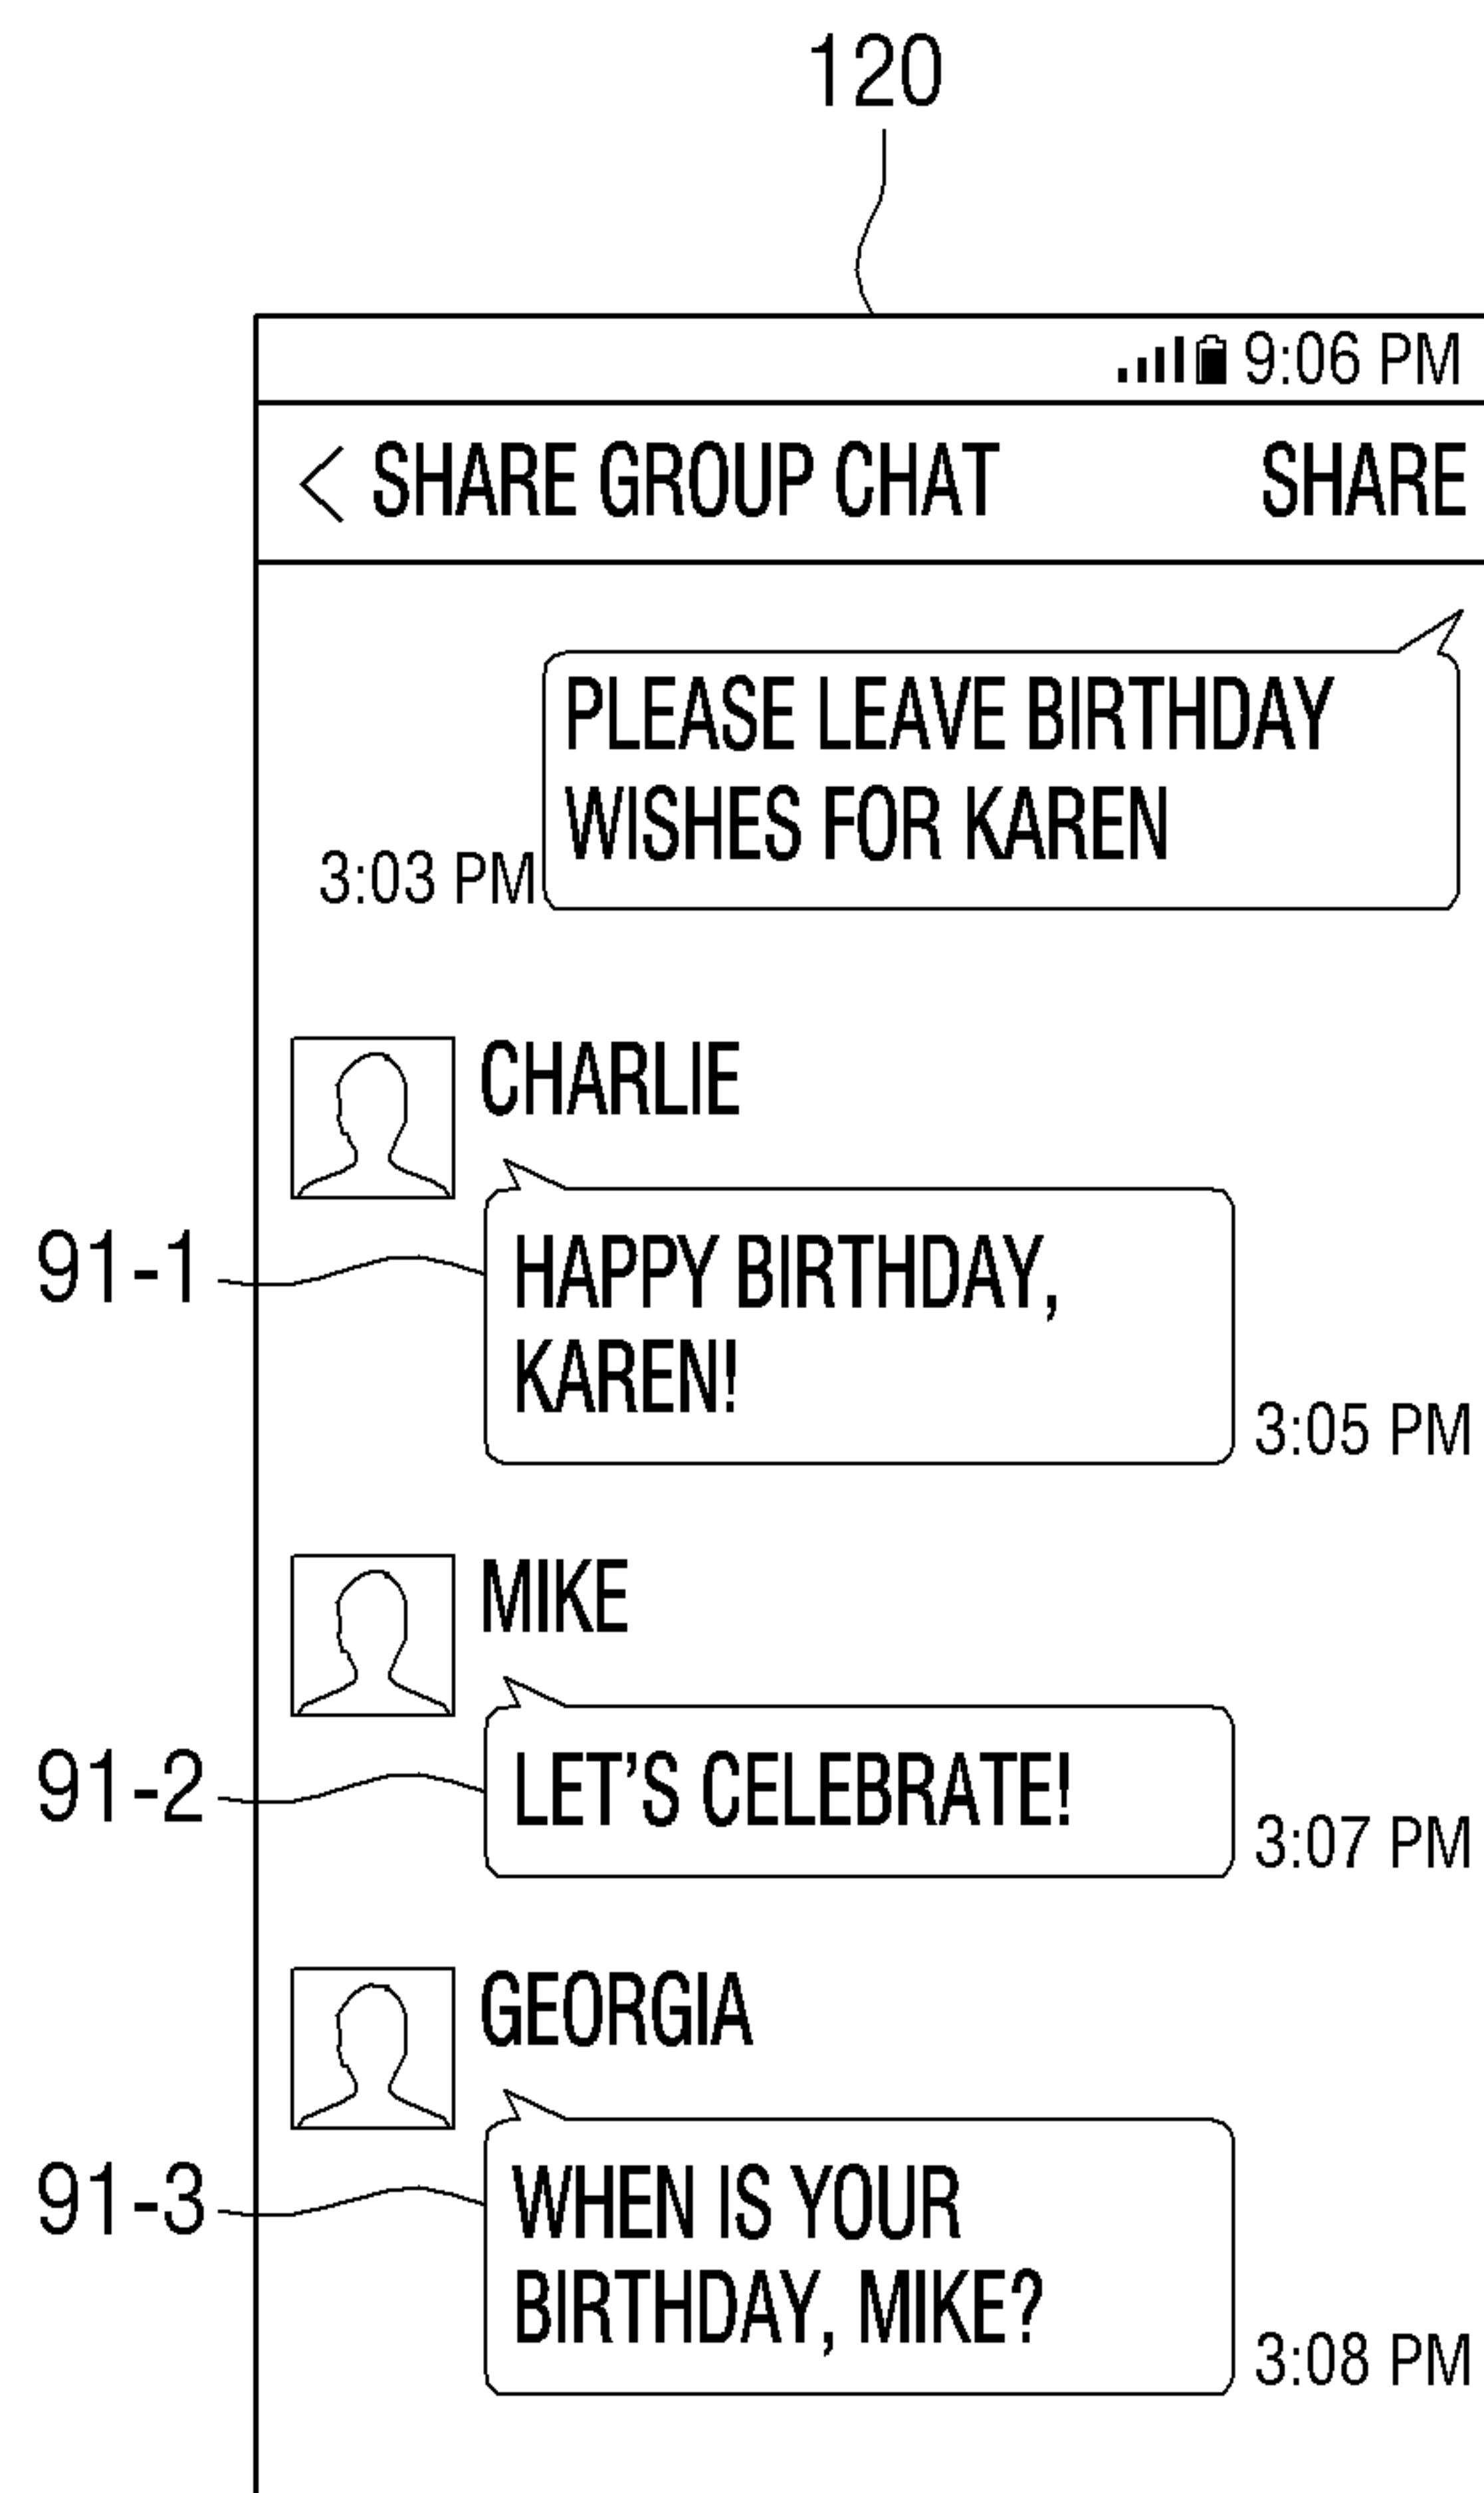 120
9:06 PM
< SHARE GROUP CHAT SHARE
PLEASE LEAVE BIRTHDAY
WISHES FOR KAREN
3:03 PM
CHARLIE
91-1
HAPPY BIRTHDAY,
KAREN!
3:05 PM
MIKE
91-2
LET'S CELEBRATE!
3:07 PM
GEORGIA
91-3
WHEN IS YOUR
BIRTHDAY, MIKE?
3:08 PM